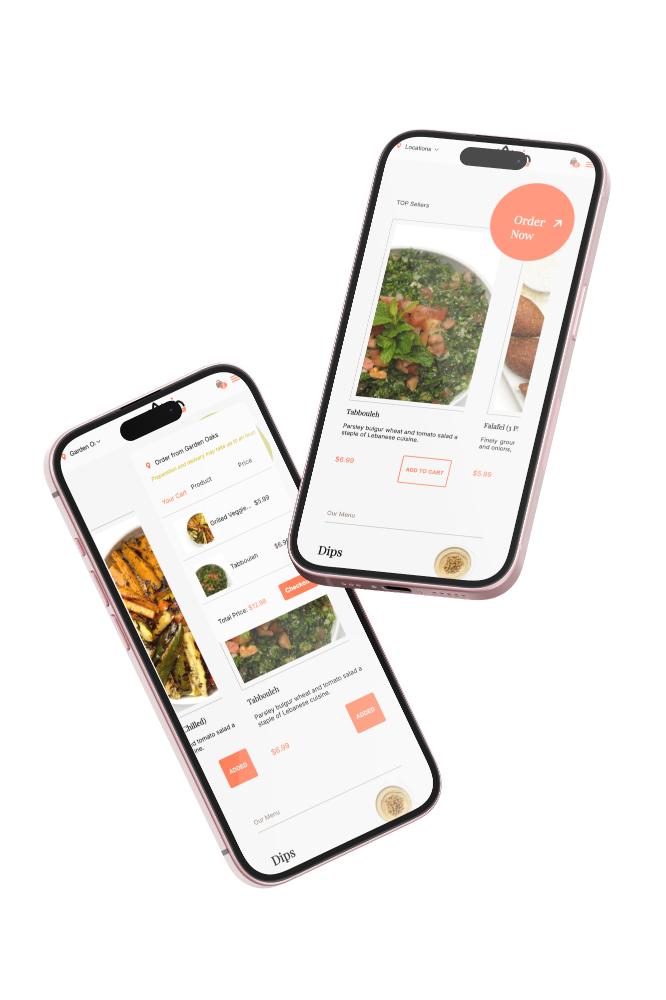 Locations
TOP Sellers
Order
Now
Tabbouleh
Parsley bulgur wheat and tomato salad a
staple of Lebanese cuisine.
$6.99
ADD TO CART
Falafel (3 P
Finely grou
and onions,
$5.99
Our Menu
Dips
Garden O..
Order from Garden Oaks
Preparation and delivery may take up to an hour
Your Cart Product Price
Grilled Veggie... $5.99
Tabbouleh $6.9
Total Price: $12.98
Checkou
Chilled)
d tomato salad a
ne.
ADDED
Tabbouleh
Parsley bulgur wheat and tomato salad a
staple of Lebanese cuisine.
$6.99
ADDED
Our Menu
Dips